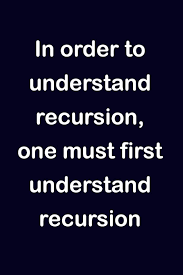 In order to
understand
recursion,
one must first
understand
recursion